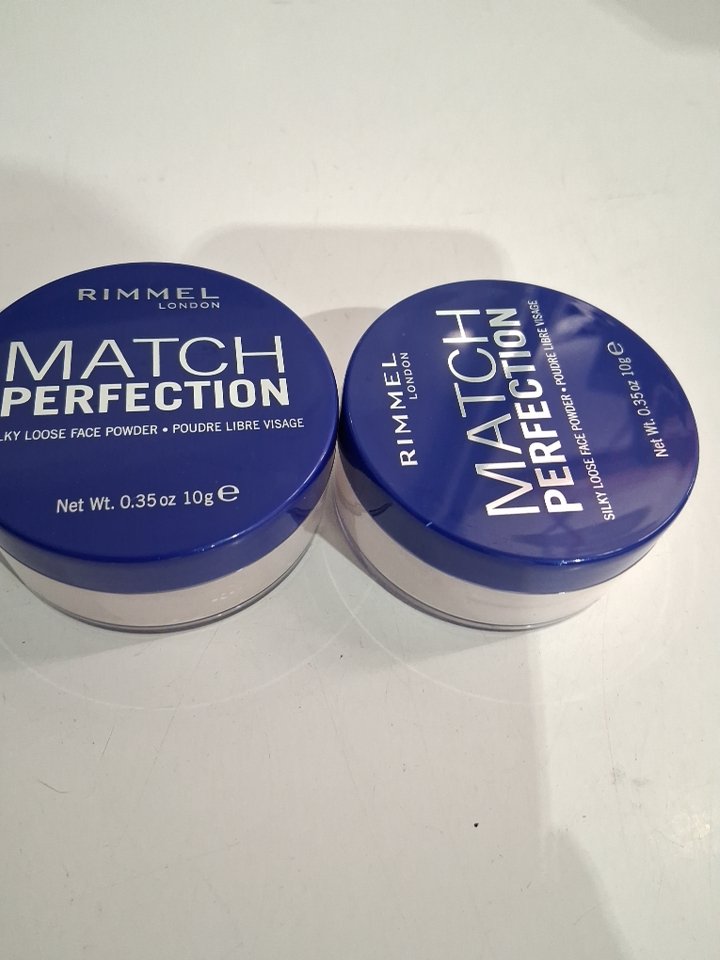 RIMMEL
LONDON
MATCH
PERFECTION
LKY LOOSE FACE POWDER • POUDRE LIBRE VISAGE
Net Wt. 0.35 oz 10g ℮
RIMMEL
LONDON
MATCH
PERFECTION
SILKY LOOSE FACE POWDER • POUDRE LIBRE VISAGE
Net Wt. 0.35 oz 10g ℮